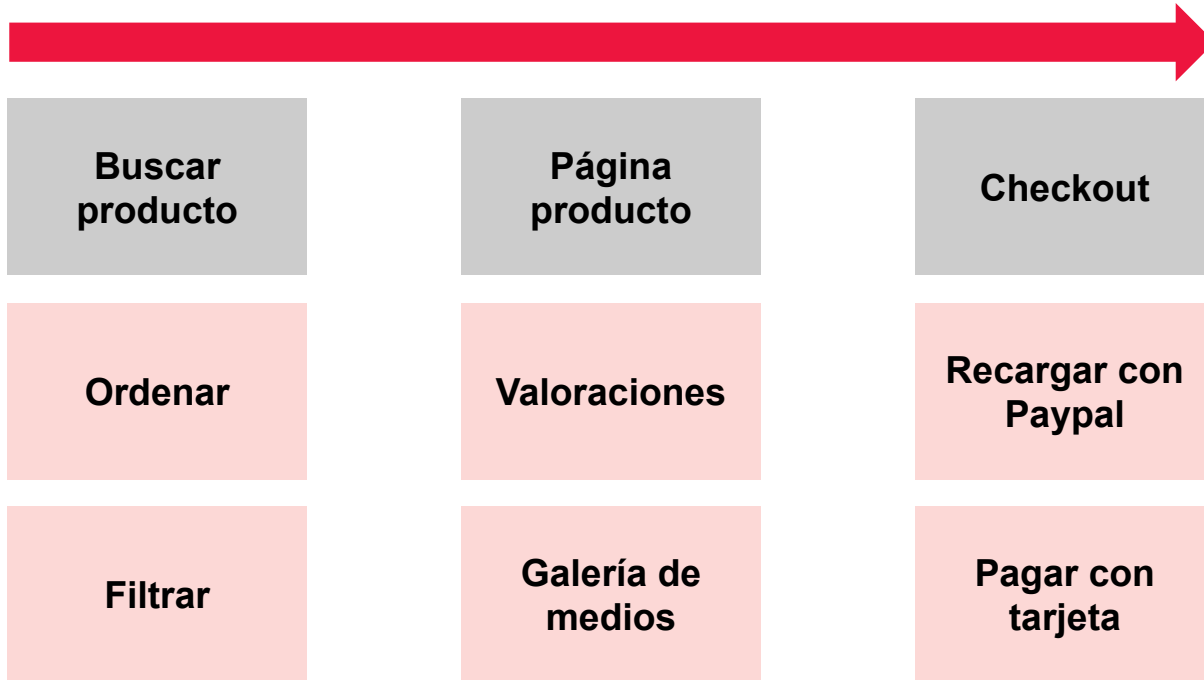 Buscar
producto
Página
producto
Checkout
Ordenar
Valoraciones
Recargar con
Paypal
Filtrar
Galería de
medios
Pagar con
tarjeta